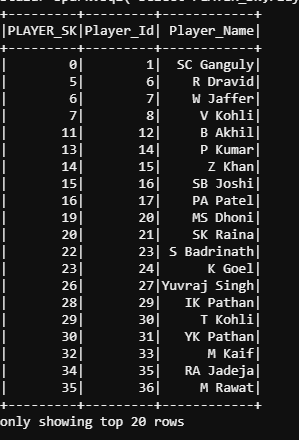 +---------+---------+-------------+
|PLAYER_SK|Player_Id|  Player_Name|
+---------+---------+-------------+
|        0|        1|   SC Ganguly|
|        5|        6|     R Dravid|
|        6|        7|     W Jaffer|
|        7|        8|      V Kohli|
|       11|       12|      B Akhil|
|       13|       14|      P Kumar|
|       14|       15|       Z Khan|
|       15|       16|     SB Joshi|
|       16|       17|     PA Patel|
|       19|       20|     MS Dhoni|
|       20|       21|     SK Raina|
|       22|       23|  S Badrinath|
|       23|       24|       K Goel|
|       26|       27|Yuvraj Singh|
|       28|       29|    IK Pathan|
|       29|       30|      T Kohli|
|       30|       31|    YK Pathan|
|       32|       33|       M Kaif|
|       34|       35|    RA Jadeja|
|       35|       36|      M Rawat|
+---------+---------+-------------+
only showing top 20 rows